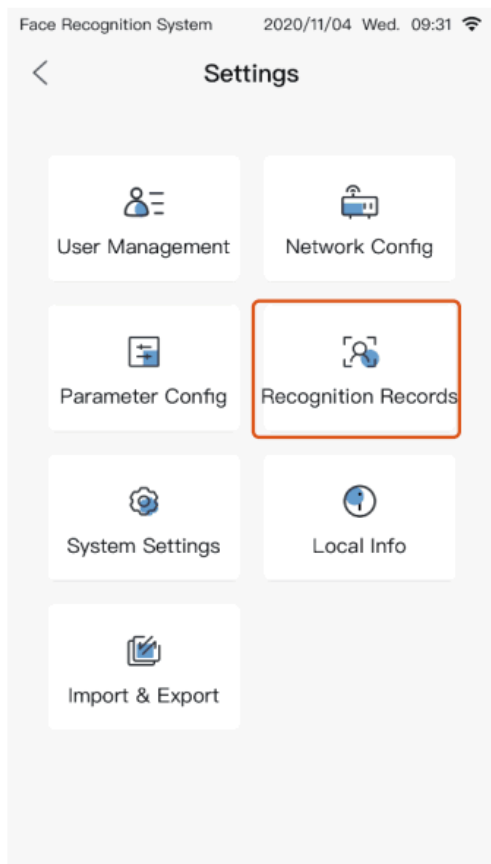 Face Recognition System 2020/11/04 Wed. 09:31
Settings
User Management
Network Config
Parameter Config
Recognition Records
System Settings
Local Info
Import & Export